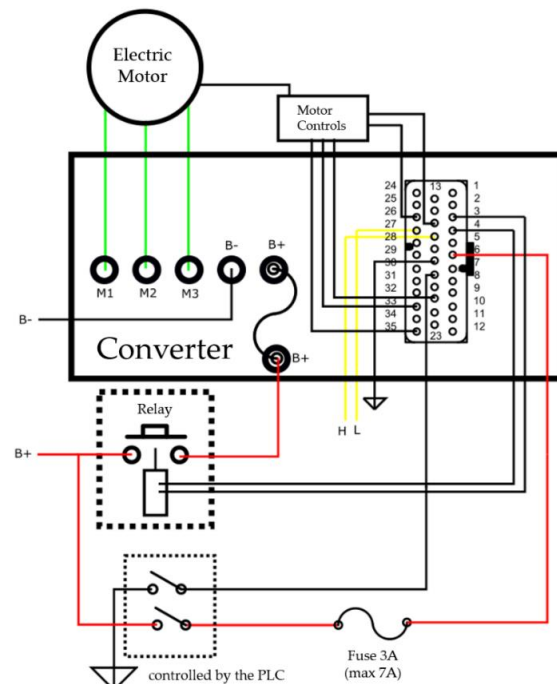 Electric
Motor
Motor
Controls
24
13
1
25
2
26
3
27
4
28
5
29
6
30
7
31
8
32
9
33
10
34
11
35
23
12
B-
B+
M1
M2
M3
B-
Converter
B+
H
L
Relay
B+
controlled by the PLC
Fuse 3A
(max 7A)